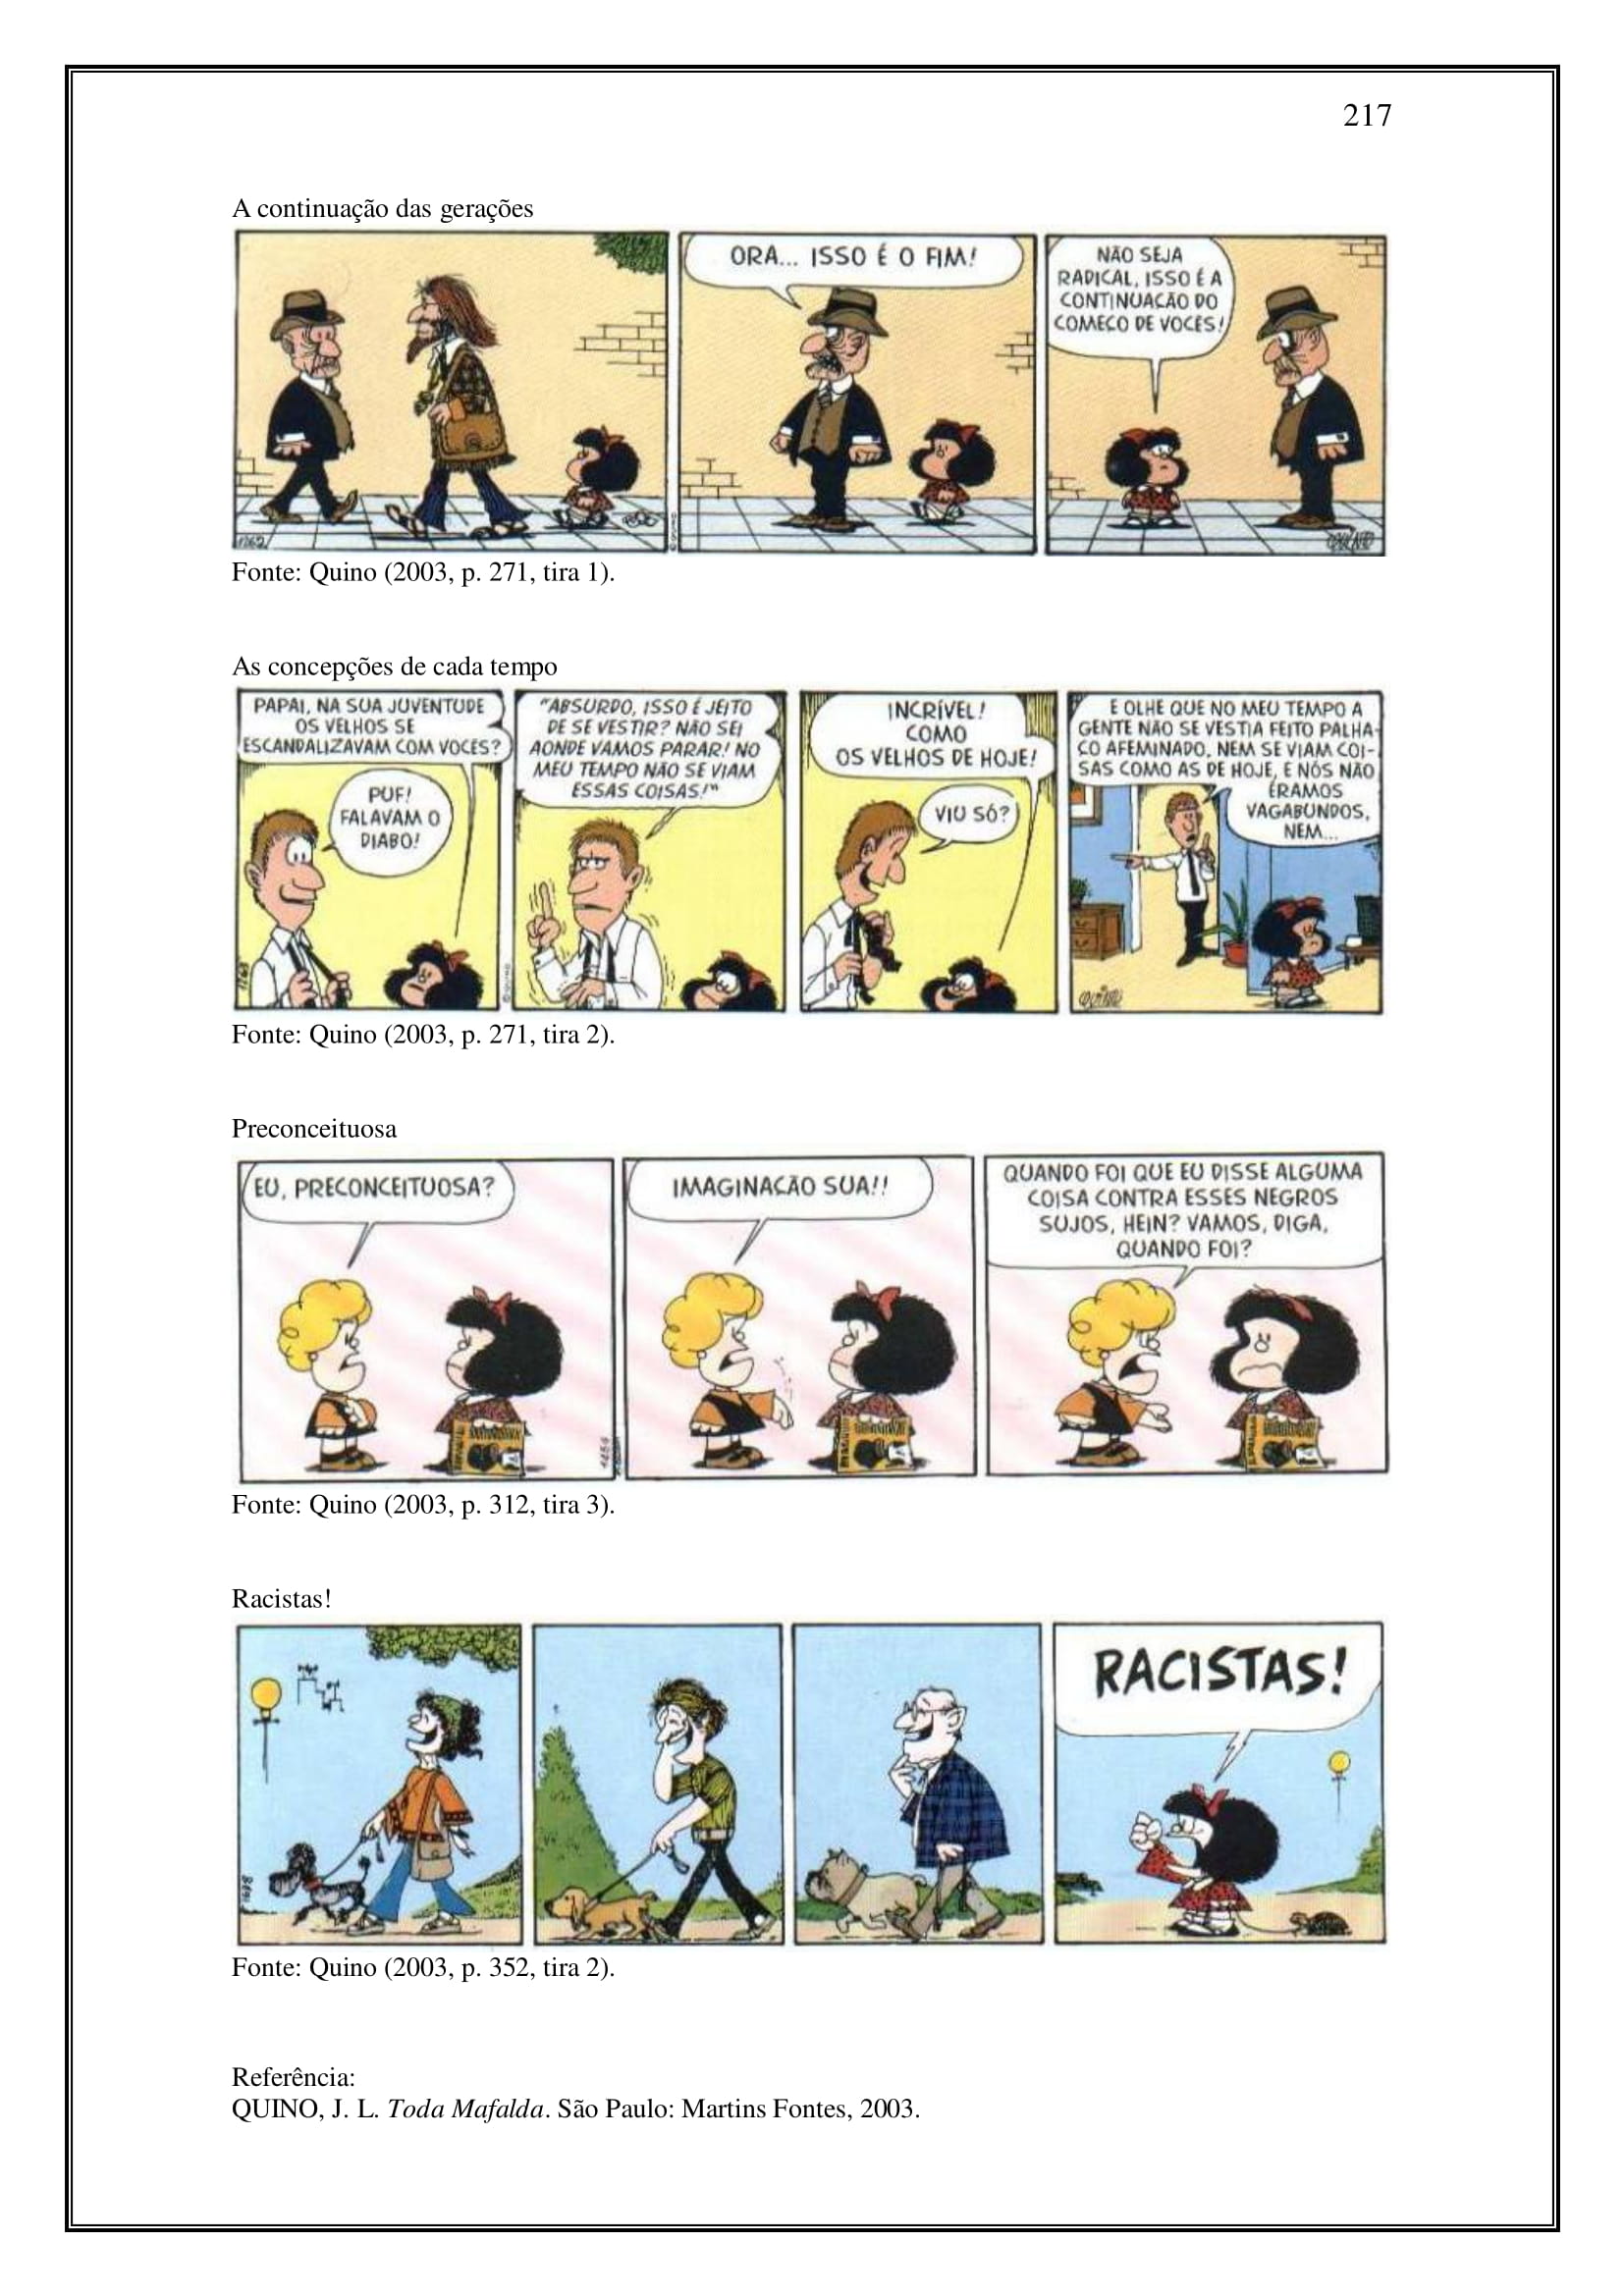 217
A continuação das gerações
ORA... ISSO É O FIM!
NÃO SEJA
RADICAL, ISSO É A
CONTINUAÇÃO DO
COMEÇO DE VOCÊS!
Fonte: Quino (2003, p. 271, tira 1).
As concepções de cada tempo
PAPAI, NA SUA JUVENTUDE
OS VELHOS SE
ESCANDALIZAVAM COM VOCÊS?
PUF!
FALAVAM O
DIABO!
"ABSURDO, ISSO É JEITO
DE SE VESTIR? NÃO SEI
AONDE VAMOS PARAR! NO
MEU TEMPO NÃO SE VIAM
ESSAS COISAS!"
INCRÍVEL!
COMO
OS VELHOS DE HOJE!
VIU SÓ?
E OLHE QUE NO MEU TEMPO A
GENTE NÃO SE VESTIA FEITO PALHA-
ÇO AFEMINADO, NEM SE VIAM COI-
SAS COMO AS DE HOJE, E NÓS NÃO
ÉRAMOS
VAGABUNDOS,
NEM...
QUINO
Fonte: Quino (2003, p. 271, tira 2).
Preconceituosa
EU, PRECONCEITUOSA?
IMAGINAÇÃO SUA!!
QUANDO FOI QUE EU DISSE ALGUMA
COISA CONTRA ESSES NEGROS
SUJOS, HEIN? VAMOS, DIGA,
QUANDO FOI?
Fonte: Quino (2003, p. 312, tira 3).
Racistas!
RACISTAS!
Fonte: Quino (2003, p. 352, tira 2).
Referência:
QUINO, J. L. Toda Mafalda. São Paulo: Martins Fontes, 2003.